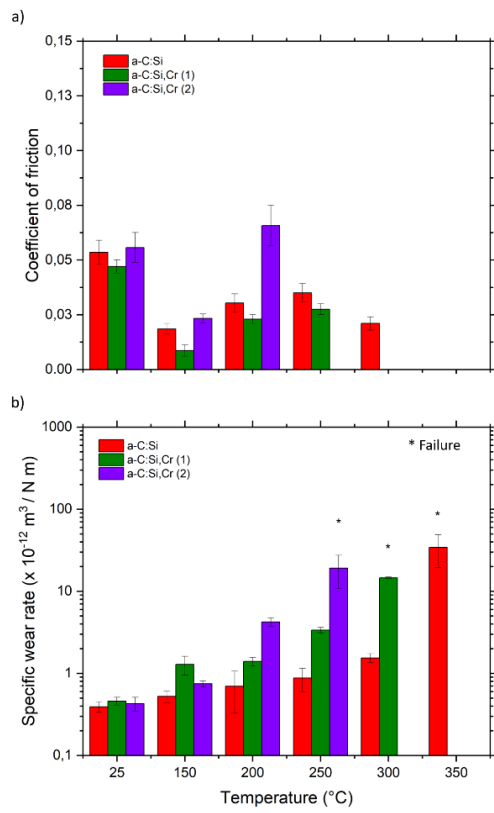 a)
0,15
0,13
0,10
0,08
0,05
0,03
0.00
Coefficient of friction
a-C:Si
a-C:Si,Cr (1)
a-C:Si,Cr (2)
b)
1000
100
10
1
0,1
Specific wear rate (x 10⁻¹² m³ / N m)
a-C:Si
a-C:Si,Cr (1)
a-C:Si,Cr (2)
* Failure
*
*
*
25 150 200 250 300 350
Temperature (°C)